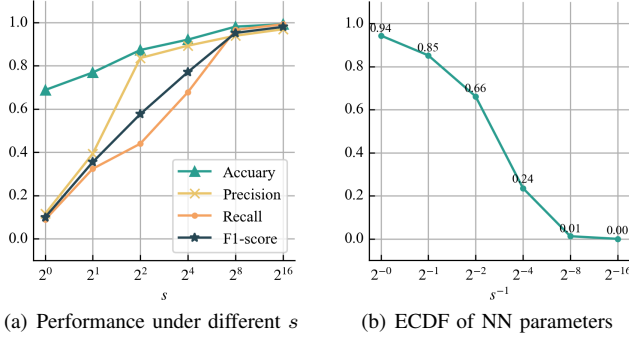 1.0
0.8
0.6
0.4
0.2
0.0
Accuary
Precision
Recall
F1-score
2^0 2^1 2^2 2^4 2^8 2^16
s
(a) Performance under different s
1.0
0.8
0.6
0.4
0.2
0.0
0.94
0.85
0.66
0.24
0.01
0.00
2^-0 2^-1 2^-2 2^-4 2^-8 2^-16
s^-1
(b) ECDF of NN parameters